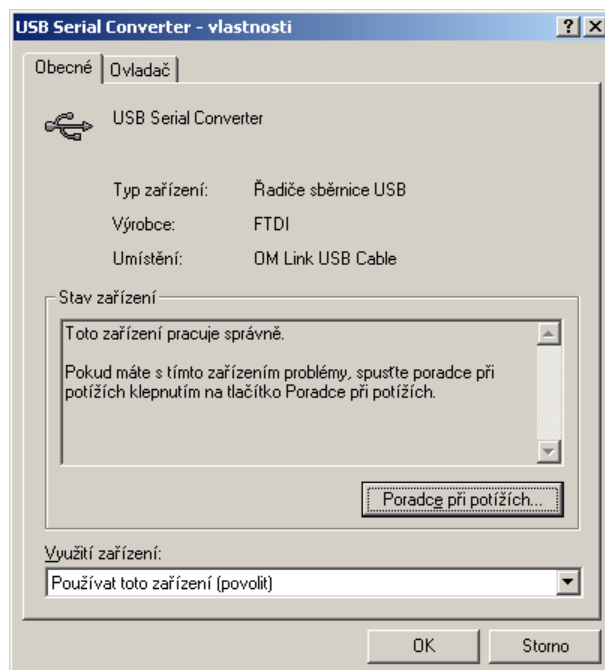 USB Serial Converter - vlastnosti
Obecné
Ovladač
USB Serial Converter
Typ zařízení: Řadiče sběrnice USB
Výrobce: FTDI
Umístění: OM Link USB Cable
Stav zařízení
Toto zařízení pracuje správně.
Pokud máte s tímto zařízením problémy, spusťte poradce při
potížích klepnutím na tlačítko Poradce při potížích.
Poradce při potížích...
Využití zařízení:
Používat toto zařízení (povolit)
OK
Storno